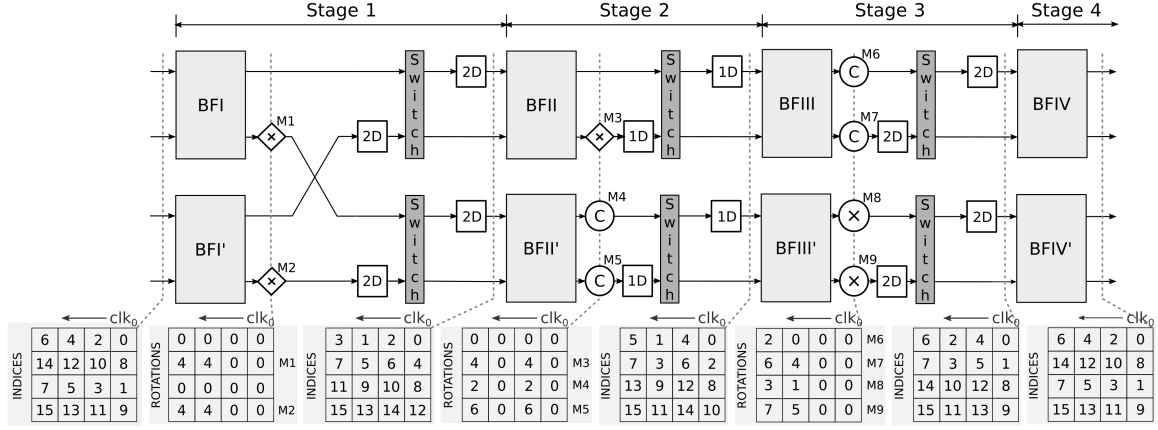 Stage 1 Stage 2 Stage 3 Stage 4
BFI M1 2D Switch 2D BFII M3 1D Switch 1D BFIII M6 C M7 C 2D Switch 2D BFIV
BFI' M2 2D Switch 2D BFII' M4 C M5 C 1D Switch 1D BFIII' M8 M9 2D Switch 2D BFIV'
clk0 clk0 clk0 clk0 clk0 clk0 clk0 clk0
INDICES
6 4 2 0
14 12 10 8
7 5 3 1
15 13 11 9
ROTATIONS
0 0 0 0
4 4 0 0 M1
0 0 0 0
4 4 0 0 M2
INDICES
3 1 2 0
7 5 6 4
11 9 10 8
15 13 14 12
ROTATIONS
0 0 0 0
4 0 4 0 M3
2 0 2 0 M4
6 0 6 0 M5
INDICES
5 1 4 0
7 3 6 2
13 9 12 8
15 11 14 10
ROTATIONS
2 0 0 0 M6
6 4 0 0 M7
3 1 0 0 M8
7 5 0 0 M9
INDICES
6 2 4 0
7 3 5 1
14 10 12 8
15 11 13 9
INDICES
6 4 2 0
14 12 10 8
7 5 3 1
15 13 11 9